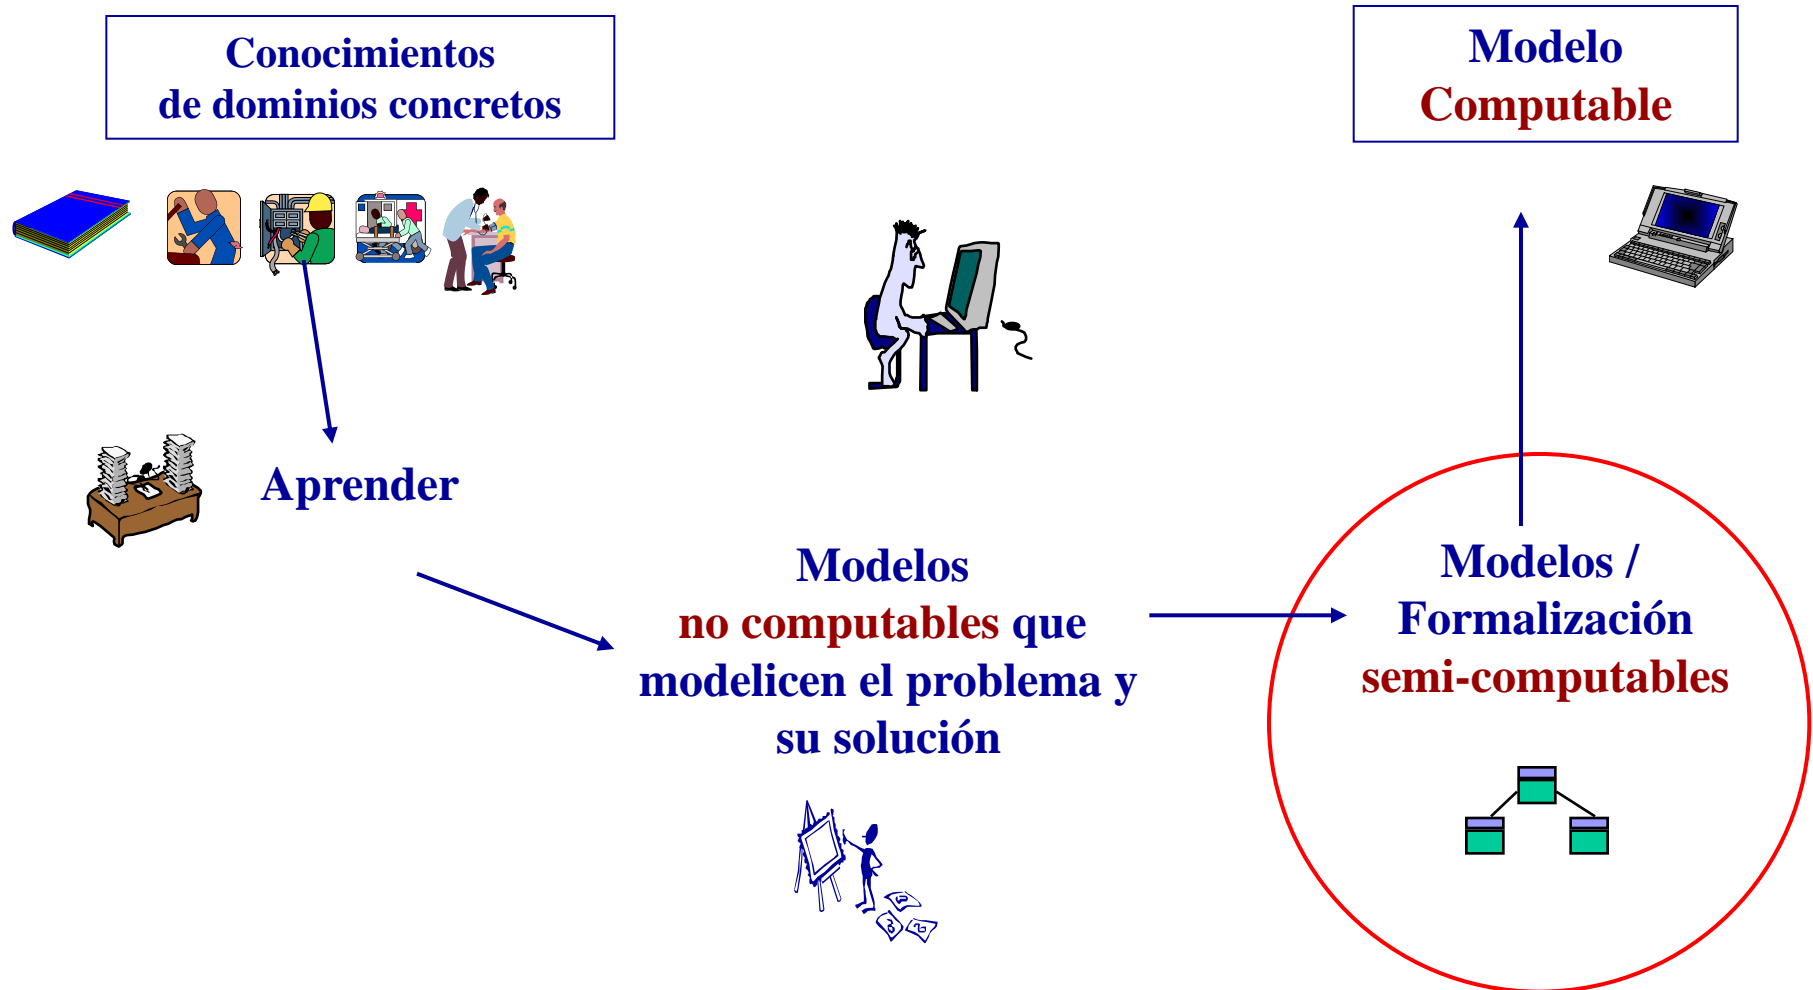 Conocimientos
de dominios concretos
Modelo
Computable
Aprender
Modelos
no computables que
modelicen el problema y
su solución
Modelos /
Formalización
semi-computables